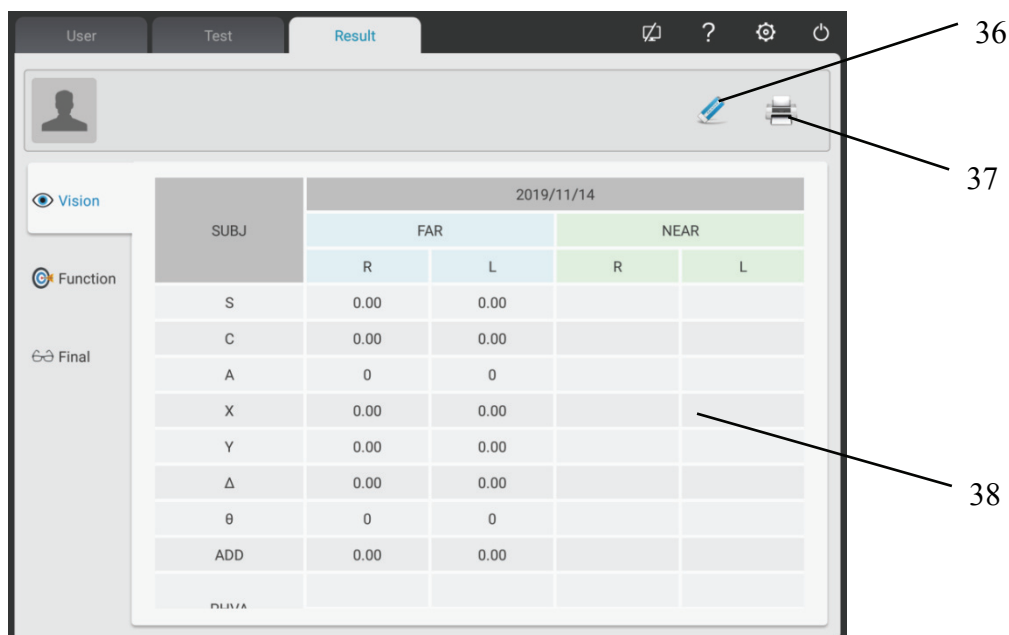 User Test Result ?
36
37
Vision
2019/11/14
SUBJ FAR NEAR
R L R L
Function
S 0.00 0.00
C 0.00 0.00
Final
A 0 0
X 0.00 0.00
Y 0.00 0.00
38
Δ 0.00 0.00
θ 0 0
ADD 0.00 0.00